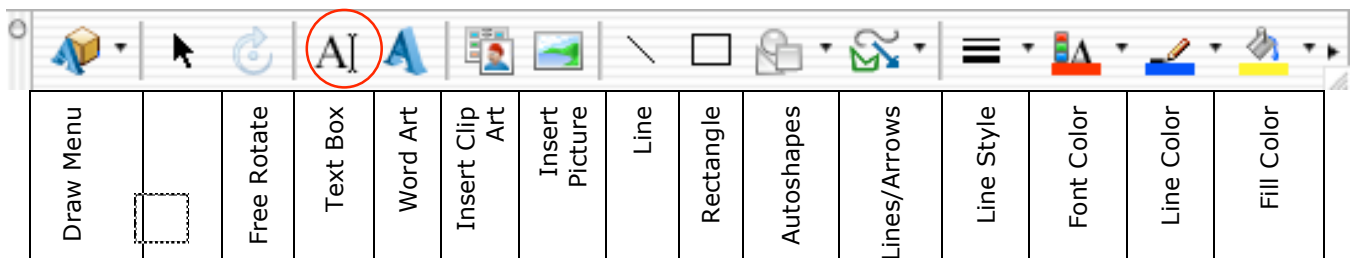 Draw Menu
Free Rotate
Text Box
Word Art
Insert Clip
Art
Insert
Picture
Line
Rectangle
Autoshapes
Lines/Arrows
Line Style
Font Color
Line Color
Fill Color